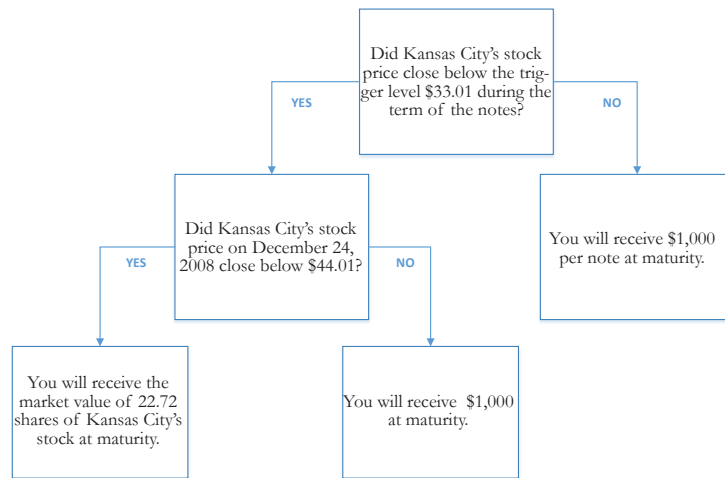 Did Kansas City’s stock
price close below the trig-
ger level $33.01 during the
term of the notes?
YES
NO
Did Kansas City’s stock
price on December 24,
2008 close below $44.01?
You will receive $1,000
per note at maturity.
YES
NO
You will receive the
market value of 22.72
shares of Kansas City’s
stock at maturity.
You will receive $1,000
at maturity.